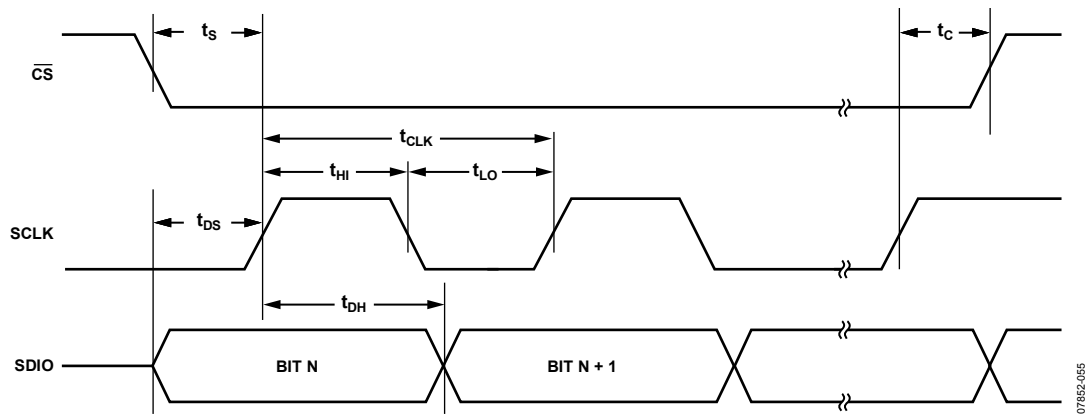 tS
tC
CS
tCLK
tHI
tLO
tDS
SCLK
tDH
SDIO
BIT N
BIT N + 1
07852-055